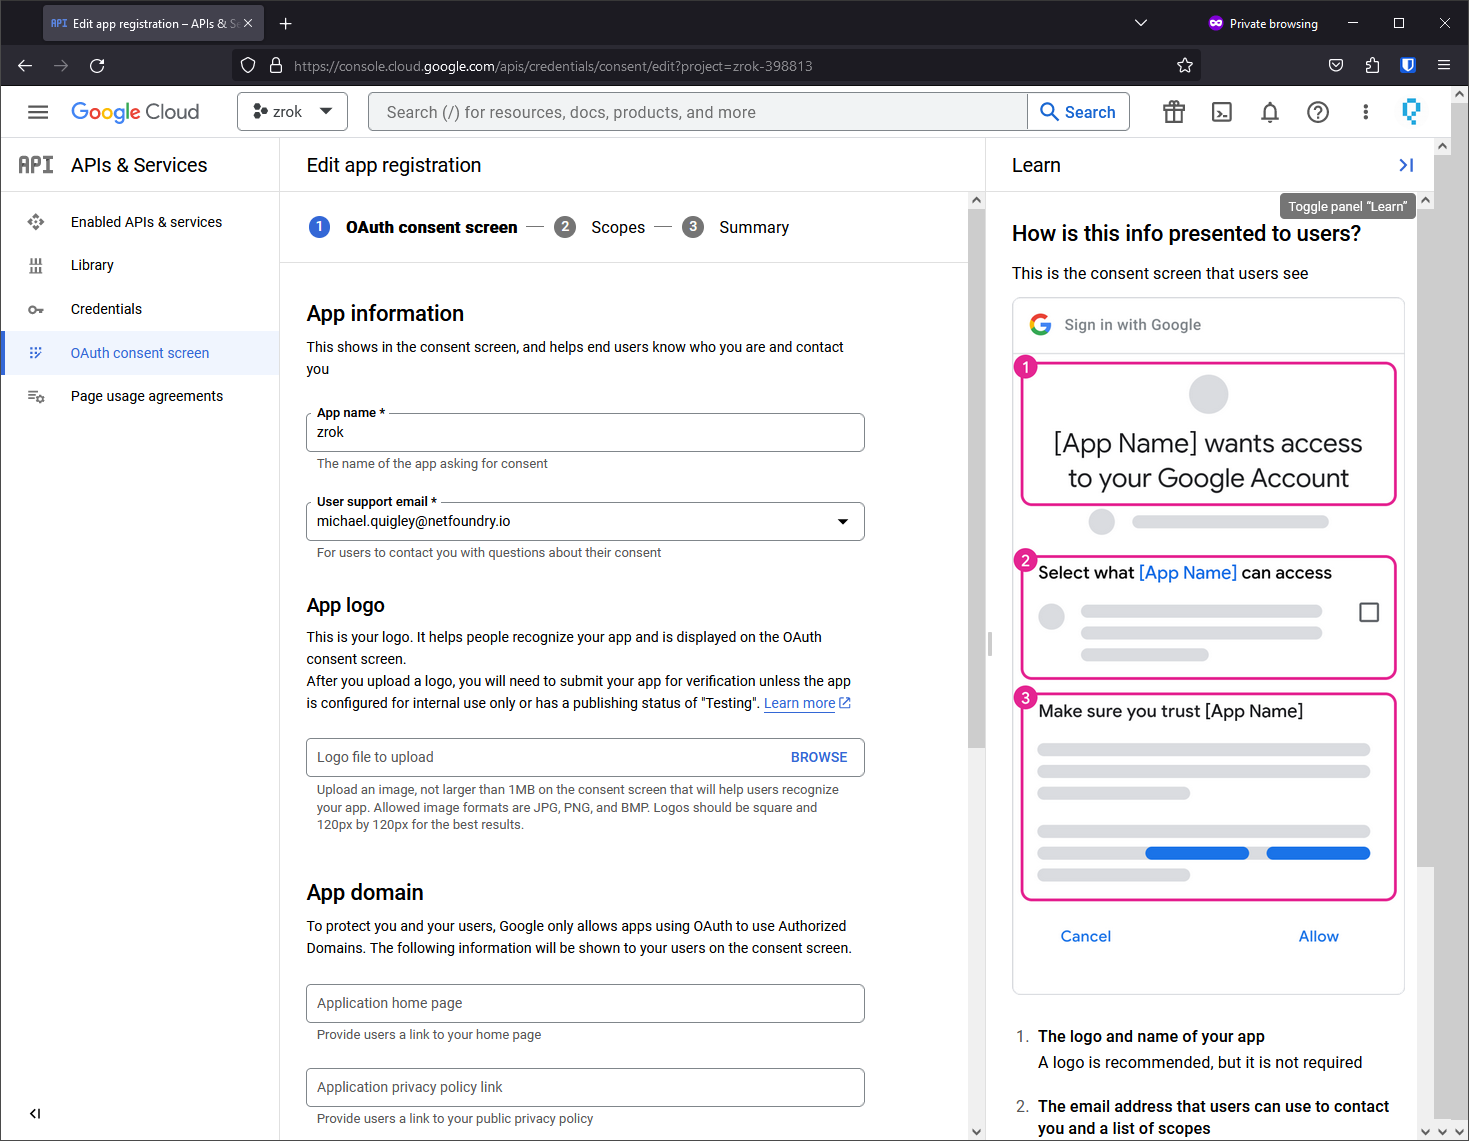 API Edit app registration – APIs & Se
Private browsing
https://console.cloud.google.com/apis/credentials/consent/edit?project=zrok-398813
Google Cloud
zrok
Search (/) for resources, docs, products, and more
Search
API APIs & Services
Enabled APIs & services
Library
Credentials
OAuth consent screen
Page usage agreements
Edit app registration
1 OAuth consent screen — 2 Scopes — 3 Summary
App information
This shows in the consent screen, and helps end users know who you are and contact
you
App name *
zrok
The name of the app asking for consent
User support email *
michael.quigley@netfoundry.io
For users to contact you with questions about their consent
App logo
This is your logo. It helps people recognize your app and is displayed on the OAuth
consent screen.
After you upload a logo, you will need to submit your app for verification unless the app
is configured for internal use only or has a publishing status of "Testing". Learn more
Logo file to upload
BROWSE
Upload an image, not larger than 1MB on the consent screen that will help users recognize
your app. Allowed image formats are JPG, PNG, and BMP. Logos should be square and
120px by 120px for the best results.
App domain
To protect you and your users, Google only allows apps using OAuth to use Authorized
Domains. The following information will be shown to your users on the consent screen.
Application home page
Provide users a link to your home page
Application privacy policy link
Provide users a link to your public privacy policy
Learn
Toggle panel “Learn”
How is this info presented to users?
This is the consent screen that users see
G Sign in with Google
1
[App Name] wants access
to your Google Account
2
Select what [App Name] can access
3
Make sure you trust [App Name]
Cancel
Allow
1. The logo and name of your app
A logo is recommended, but it is not required
2. The email address that users can use to contact
you and a list of scopes